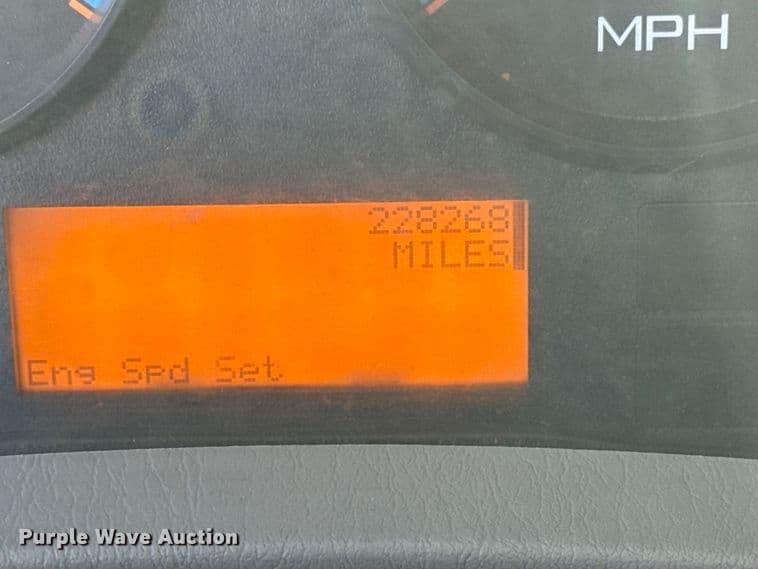 MPH
228268
MILES
Eng Spd Set
Purple Wave Auction